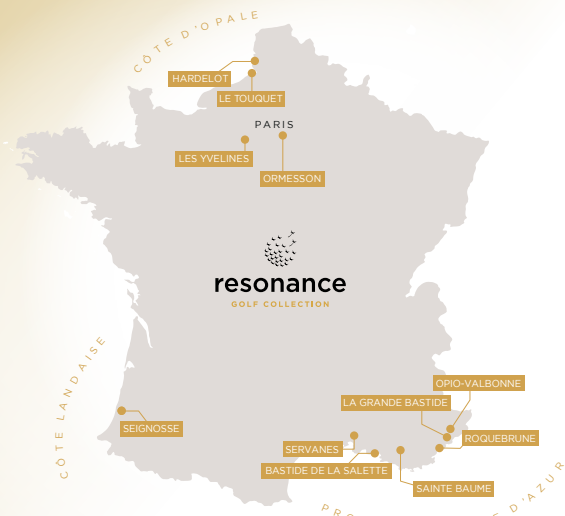 CÔTE D'OPALE
HARDELOT
LE TOUQUET
PARIS
LES YVELINES
ORMESSON
resonance
GOLF COLLECTION
CÔTE LANDAISE
SEIGNOSSE
OPIO-VALBONNE
LA GRANDE BASTIDE
ROQUEBRUNE
SERVANES
BASTIDE DE LA SALETTE
SAINTE BAUME
D'AZUR